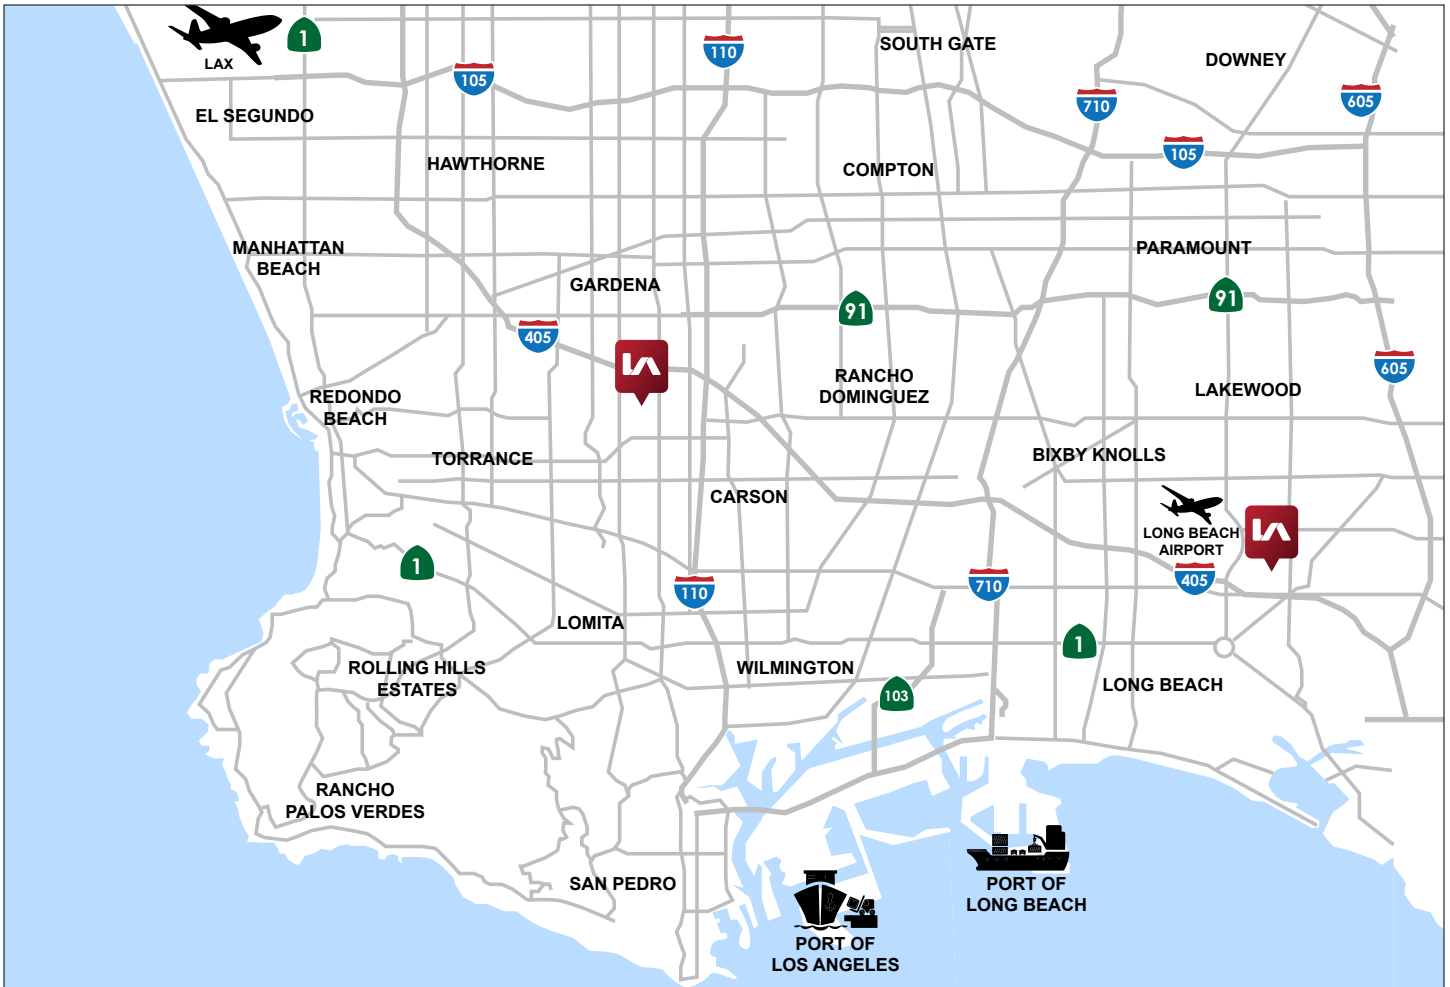 1
110
SOUTH GATE
LAX
105
DOWNEY
710
605
EL SEGUNDO
HAWTHORNE
105
COMPTON
MANHATTAN
BEACH
PARAMOUNT
GARDENA
91
91
405
LA
605
REDONDO
BEACH
RANCHO
DOMINGUEZ
LAKEWOOD
TORRANCE
BIXBY KNOLLS
CARSON
LONG BEACH
AIRPORT
LA
1
110
710
405
LOMITA
1
ROLLING HILLS
ESTATES
WILMINGTON
103
LONG BEACH
RANCHO
PALOS VERDES
SAN PEDRO
PORT OF
LONG BEACH
PORT OF
LOS ANGELES